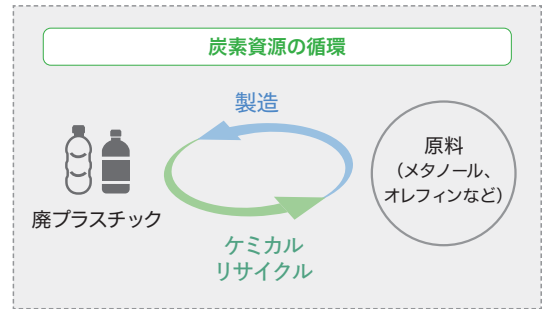 炭素資源の循環
製造
廃プラスチック
原料
（メタノール、
オレフィンなど）
ケミカル
リサイクル